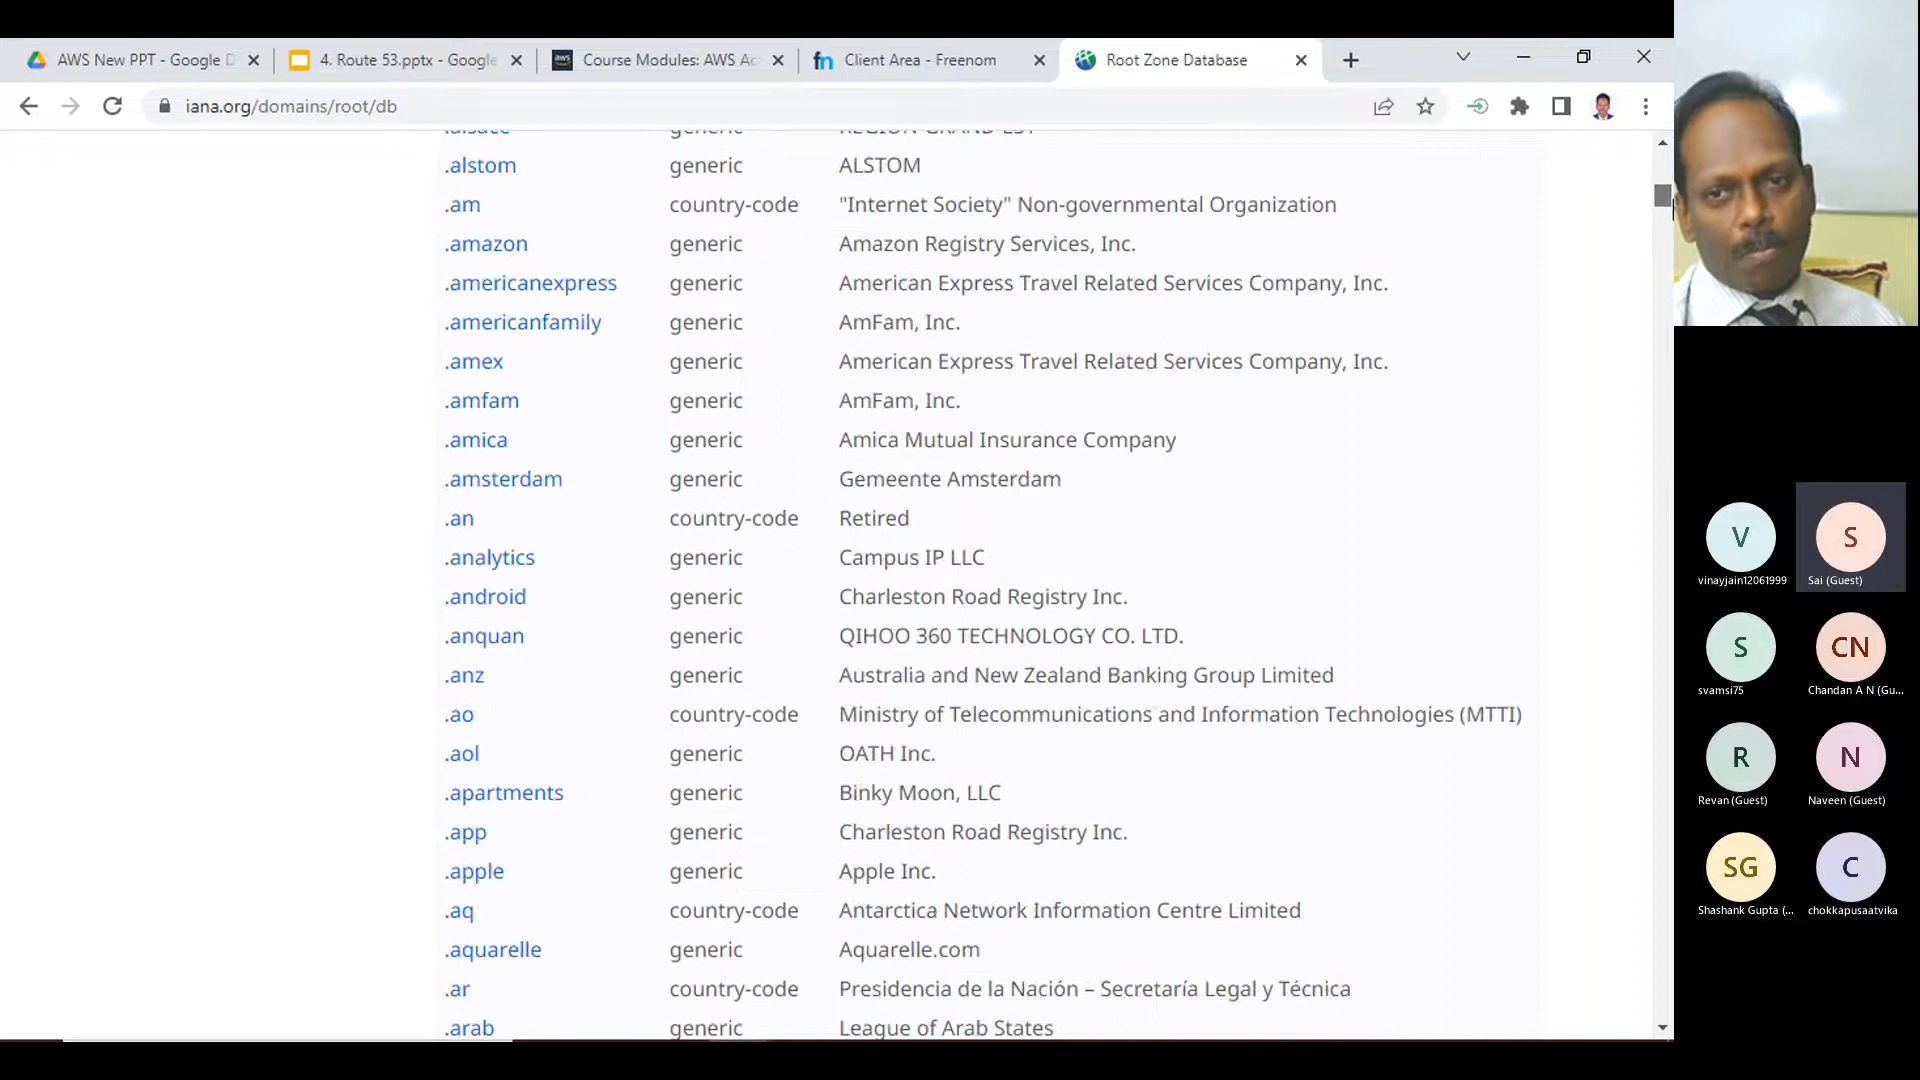 AWS New PPT - Google D
4. Route 53.pptx - Google
aws
Course Modules: AWS Ac
fn
Client Area - Freenom
Root Zone Database
iana.org/domains/root/db
.alstom generic ALSTOM
.am country-code "Internet Society" Non-governmental Organization
.amazon generic Amazon Registry Services, Inc.
.americanexpress generic American Express Travel Related Services Company, Inc.
.americanfamily generic AmFam, Inc.
.amex generic American Express Travel Related Services Company, Inc.
.amfam generic AmFam, Inc.
.amica generic Amica Mutual Insurance Company
.amsterdam generic Gemeente Amsterdam
.an country-code Retired
.analytics generic Campus IP LLC
.android generic Charleston Road Registry Inc.
.anquan generic QIHOO 360 TECHNOLOGY CO. LTD.
.anz generic Australia and New Zealand Banking Group Limited
.ao country-code Ministry of Telecommunications and Information Technologies (MTTI)
.aol generic OATH Inc.
.apartments generic Binky Moon, LLC
.app generic Charleston Road Registry Inc.
.apple generic Apple Inc.
.aq country-code Antarctica Network Information Centre Limited
.aquarelle generic Aquarelle.com
.ar country-code Presidencia de la Nación – Secretaría Legal y Técnica
.arab generic League of Arab States
V S
vinayjain12061999 Sai (Guest)
S CN
svamsi75 Chandan A N (Gu...
R N
Revan (Guest) Naveen (Guest)
SG C
Shashank Gupta (... chokkapusaatvika